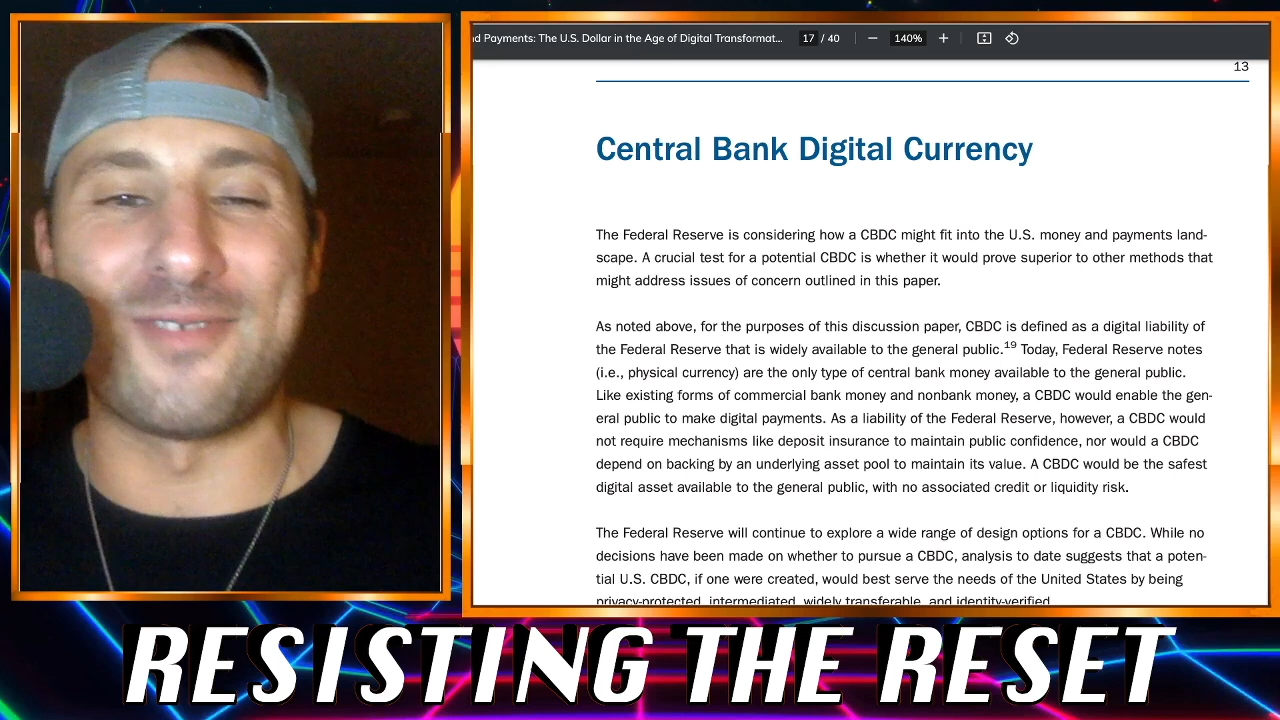 nd Payments: The U.S. Dollar in the Age of Digital Transformat... 17 / 40 — 140% +
13
Central Bank Digital Currency
The Federal Reserve is considering how a CBDC might fit into the U.S. money and payments land-
scape. A crucial test for a potential CBDC is whether it would prove superior to other methods that
might address issues of concern outlined in this paper.
As noted above, for the purposes of this discussion paper, CBDC is defined as a digital liability of
the Federal Reserve that is widely available to the general public.19 Today, Federal Reserve notes
(i.e., physical currency) are the only type of central bank money available to the general public.
Like existing forms of commercial bank money and nonbank money, a CBDC would enable the gen-
eral public to make digital payments. As a liability of the Federal Reserve, however, a CBDC would
not require mechanisms like deposit insurance to maintain public confidence, nor would a CBDC
depend on backing by an underlying asset pool to maintain its value. A CBDC would be the safest
digital asset available to the general public, with no associated credit or liquidity risk.
The Federal Reserve will continue to explore a wide range of design options for a CBDC. While no
decisions have been made on whether to pursue a CBDC, analysis to date suggests that a poten-
tial U.S. CBDC, if one were created, would best serve the needs of the United States by being
privacy-protected, intermediated, widely transferable, and identity-verified.
RESISTING THE RESET